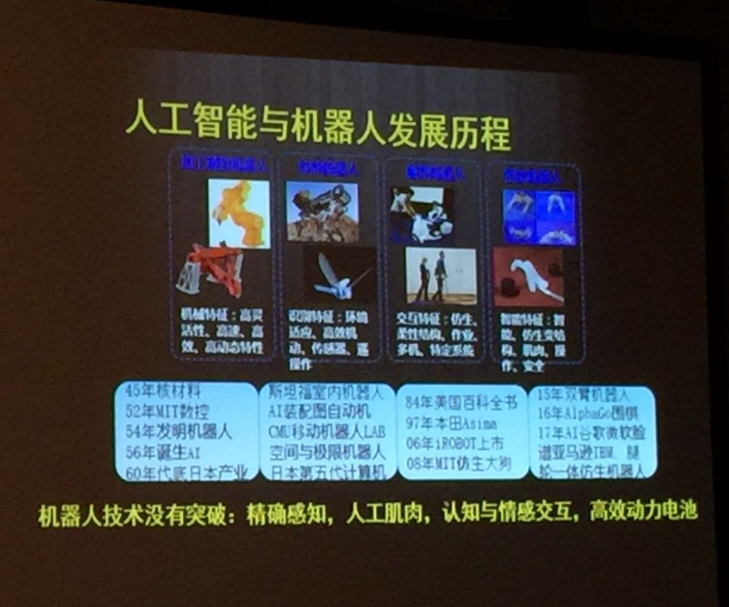 人工智能与机器人发展历程
机械特征：高灵
活性、高速、高
效、高动态特性
识别特征：环境
适应、高效机
动、传感器、遥
操作
交互特征：仿生、
柔性结构、作业、
多机、特定系统
智能特征：智
能、仿生变结
构、肌肉、操
作、安全
45年核材料
52年MIT数控
54年发明机器人
56年诞生AI
60年代底日本产业
斯坦福室内机器人
AI装配图自动机
CMU移动机器人LAB
空间与极限机器人
日本第五代计算机
84年美国百科全书
97年本田Asima
06年iROBOT上市
08年MIT仿生大狗
15年双臂机器人
16年AlphaGo围棋
17年AI谷歌微软脸
谱亚马逊IBM、腿
轮一体仿生机器人
机器人技术没有突破：精确感知，人工肌肉，认知与情感交互，高效动力电池